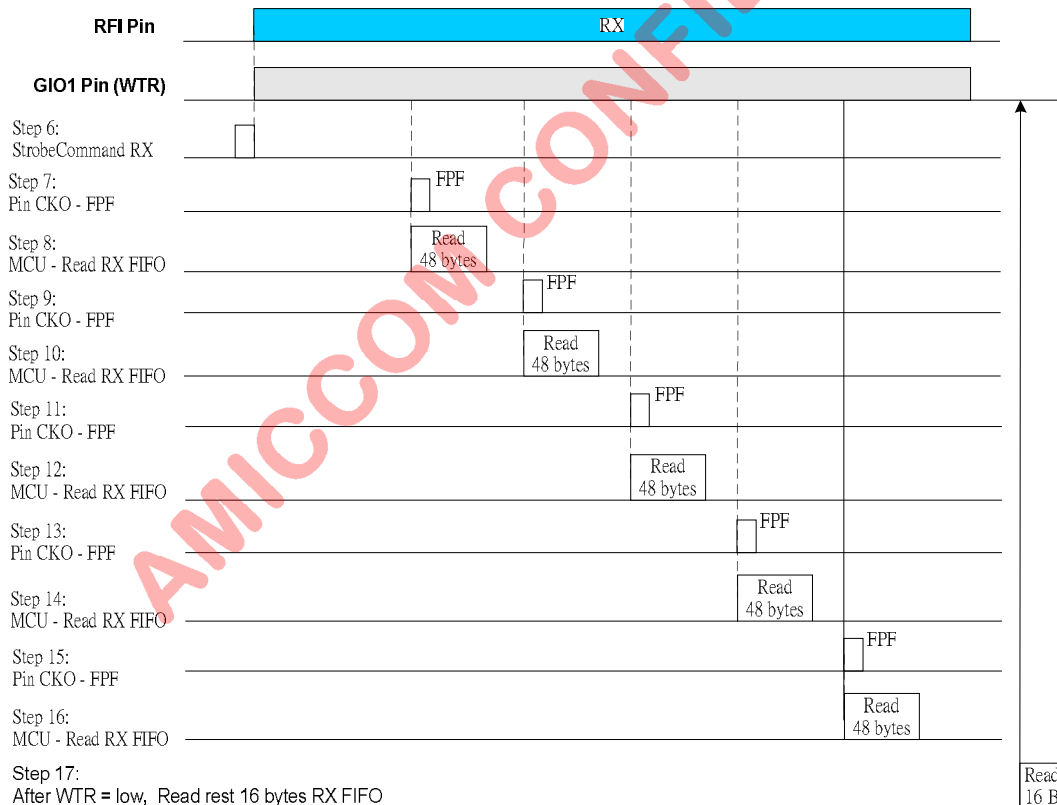 RFI Pin
RX
GIO1 Pin (WTR)
Step 6:
StrobeCommand RX
Step 7:
Pin CKO - FPF
FPF
Step 8:
MCU - Read RX FIFO
Read
48 bytes
Step 9:
Pin CKO - FPF
FPF
Step 10:
MCU - Read RX FIFO
Read
48 bytes
Step 11:
Pin CKO - FPF
FPF
Step 12:
MCU - Read RX FIFO
Read
48 bytes
Step 13:
Pin CKO - FPF
FPF
Step 14:
MCU - Read RX FIFO
Read
48 bytes
Step 15:
Pin CKO - FPF
FPF
Step 16:
MCU - Read RX FIFO
Read
48 bytes
Step 17:
After WTR = low, Read rest 16 bytes RX FIFO
Read
16 B
AMICCOM CONFI